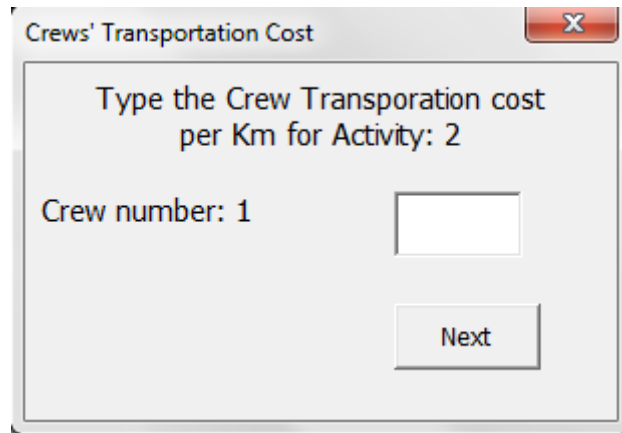 Crews' Transportation Cost
Type the Crew Transporation cost
per Km for Activity: 2
Crew number: 1
Next